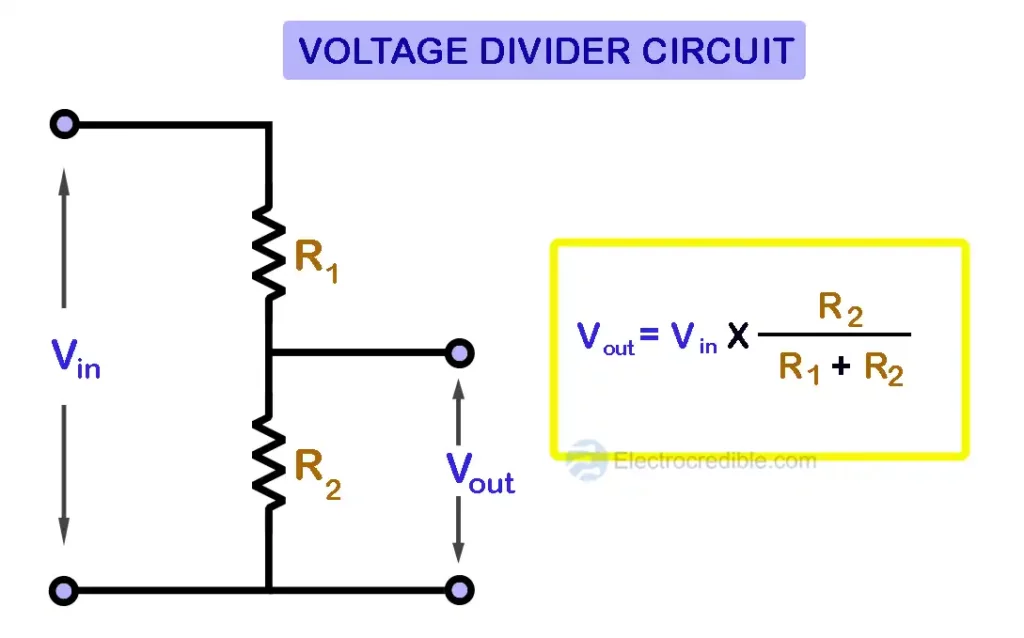 VOLTAGE DIVIDER CIRCUIT
R1
Vin
R2
Vout
Vout = Vin X R2
R1 + R2
Electrocredible.com